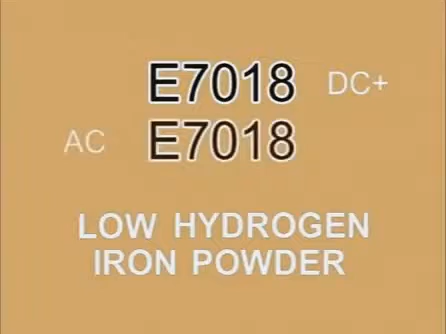 E7018 DC+
AC E7018
LOW HYDROGEN
IRON POWDER